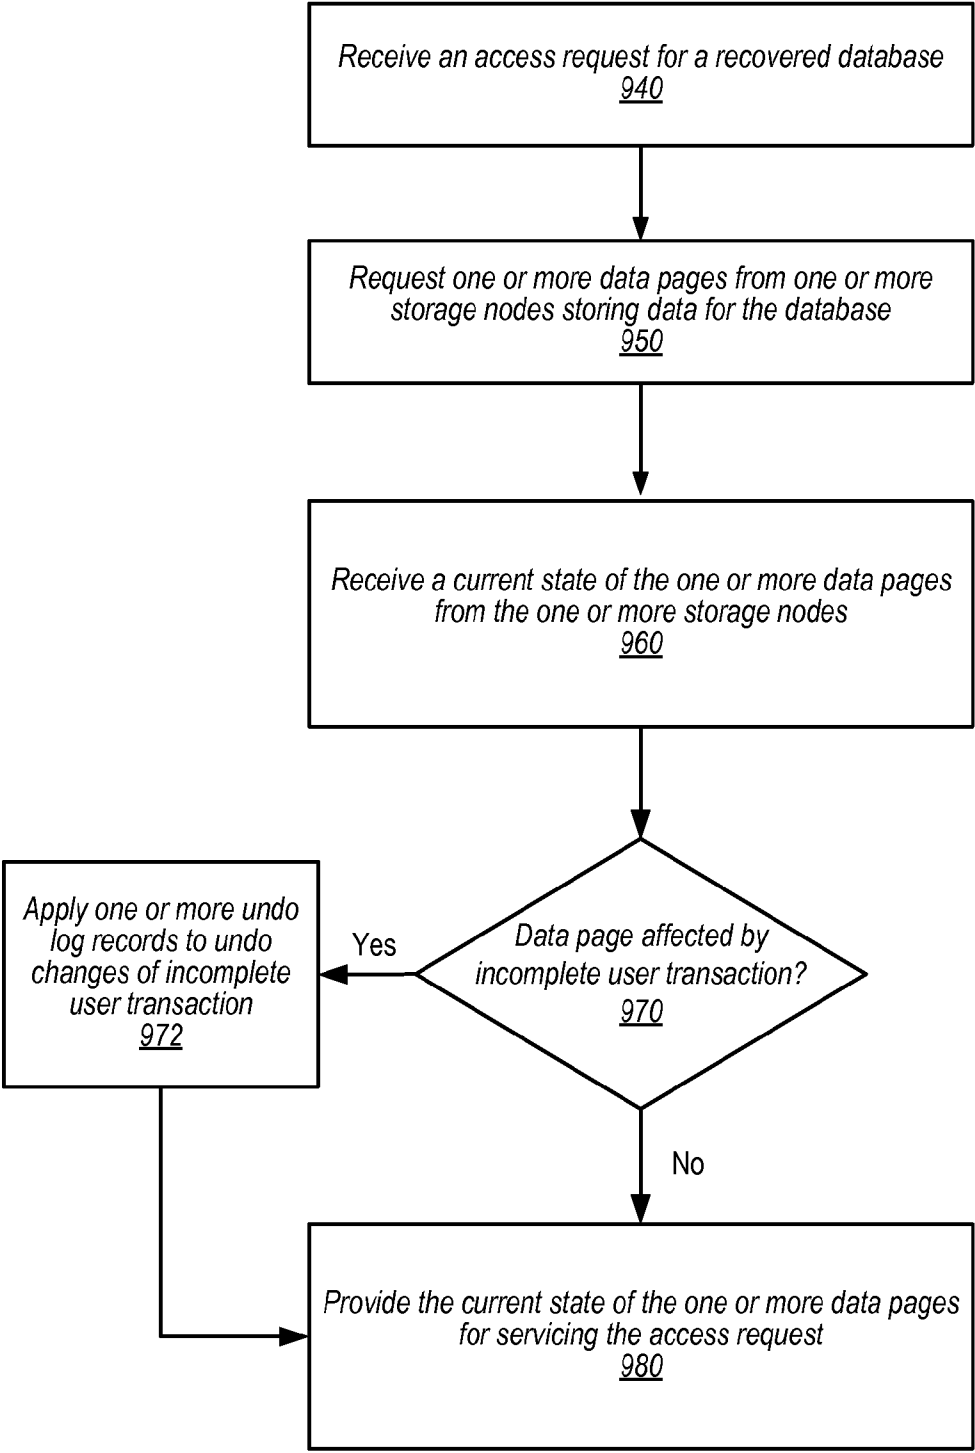 Receive an access request for a recovered database
940
Request one or more data pages from one or more
storage nodes storing data for the database
950
Receive a current state of the one or more data pages
from the one or more storage nodes
960
Data page affected by
incomplete user transaction?
970
Yes
Apply one or more undo
log records to undo
changes of incomplete
user transaction
972
No
Provide the current state of the one or more data pages
for servicing the access request
980